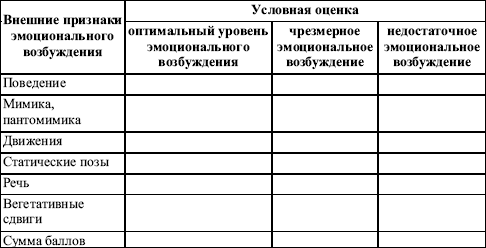 Внешние признаки
эмоционального
возбуждения
Условная оценка
оптимальный уровень
эмоционального
возбуждения
чрезмерное
эмоциональное
возбуждение
недостаточное
эмоциональное
возбуждение
Поведение
Мимика,
пантомимика
Движения
Статические позы
Речь
Вегетативные
сдвиги
Сумма баллов